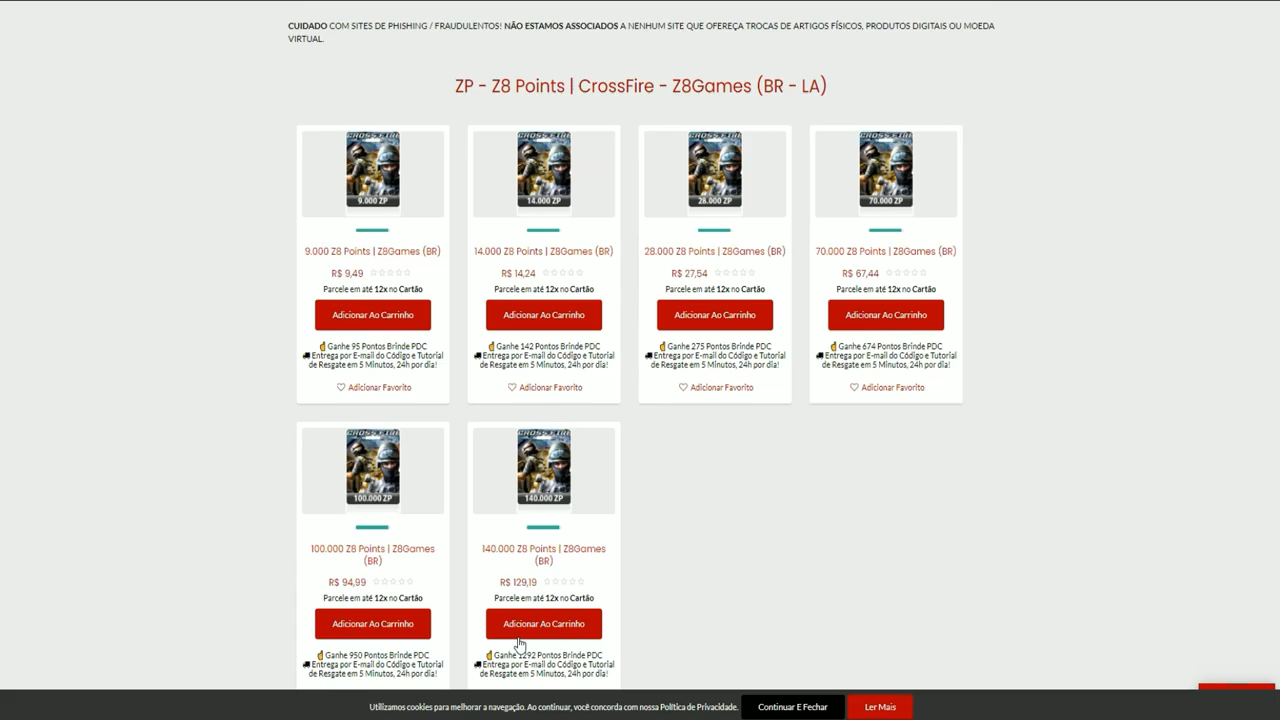 CUIDADO COM SITES DE PHISHING / FRAUDULENTOS! NÃO ESTAMOS ASSOCIADOS A NENHUM SITE QUE OFEREÇA TROCAS DE ARTIGOS FÍSICOS, PRODUTOS DIGITAIS OU MOEDA
VIRTUAL.
ZP - Z8 Points | CrossFire - Z8Games (BR - LA)
CROSSFIRE
9.000 ZP
9.000 Z8 Points | Z8Games (BR)
R$ 9,49
Parcele em até 12x no Cartão
Adicionar Ao Carrinho
Ganhe 95 Pontos Brinde PDC
Entrega por E-mail do Código e Tutorial
de Resgate em 5 Minutos, 24h por dia!
Adicionar Favorito
CROSSFIRE
14.000 ZP
14.000 Z8 Points | Z8Games (BR)
R$ 14,24
Parcele em até 12x no Cartão
Adicionar Ao Carrinho
Ganhe 142 Pontos Brinde PDC
Entrega por E-mail do Código e Tutorial
de Resgate em 5 Minutos, 24h por dia!
Adicionar Favorito
CROSSFIRE
28.000 ZP
28.000 Z8 Points | Z8Games (BR)
R$ 27,54
Parcele em até 12x no Cartão
Adicionar Ao Carrinho
Ganhe 275 Pontos Brinde PDC
Entrega por E-mail do Código e Tutorial
de Resgate em 5 Minutos, 24h por dia!
Adicionar Favorito
CROSSFIRE
70.000 ZP
70.000 Z8 Points | Z8Games (BR)
R$ 67,44
Parcele em até 12x no Cartão
Adicionar Ao Carrinho
Ganhe 674 Pontos Brinde PDC
Entrega por E-mail do Código e Tutorial
de Resgate em 5 Minutos, 24h por dia!
Adicionar Favorito
CROSSFIRE
100.000 ZP
100.000 Z8 Points | Z8Games
(BR)
R$ 94,99
Parcele em até 12x no Cartão
Adicionar Ao Carrinho
Ganhe 950 Pontos Brinde PDC
Entrega por E-mail do Código e Tutorial
de Resgate em 5 Minutos, 24h por dia!
CROSSFIRE
140.000 ZP
140.000 Z8 Points | Z8Games
(BR)
R$ 129,19
Parcele em até 12x no Cartão
Adicionar Ao Carrinho
Ganhe 1292 Pontos Brinde PDC
Entrega por E-mail do Código e Tutorial
de Resgate em 5 Minutos, 24h por dia!
Utilizamos cookies para melhorar a navegação. Ao continuar, você concorda com nossa Política de Privacidade.
Continuar E Fechar
Ler Mais